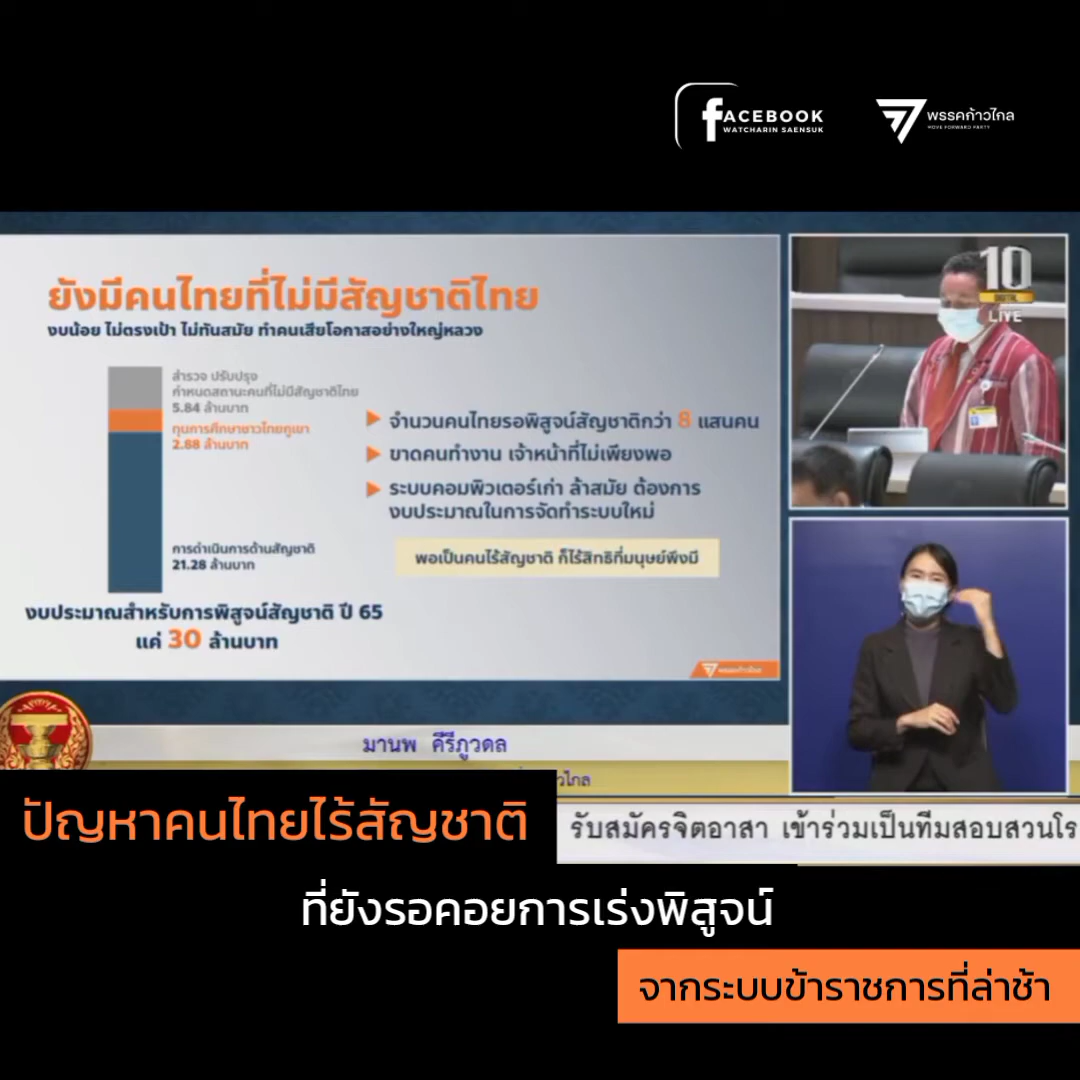 FACEBOOK
WATCHARIN SAENSUK
พรรคก้าวไกล
MOVE FORWARD PARTY
ยังมีคนไทยที่ไม่มีสัญชาติไทย
งบน้อย ไม่ตรงเป้า ไม่ทันสมัย ทำคนเสียโอกาสอย่างใหญ่หลวง
สำรวจ ปรับปรุง
กำหนดสถานะคนที่ไม่มีสัญชาติไทย
5.84 ล้านบาท
ทุนการศึกษาชาวไทยภูเขา
2.88 ล้านบาท
การดำเนินการด้านสัญชาติ
21.28 ล้านบาท
งบประมาณสำหรับการพิสูจน์สัญชาติ ปี 65
แค่ 30 ล้านบาท
จำนวนคนไทยรอพิสูจน์สัญชาติกว่า 8 แสนคน
ขาดคนทำงาน เจ้าหน้าที่ไม่เพียงพอ
ระบบคอมพิวเตอร์เก่า ล้าสมัย ต้องการ
งบประมาณในการจัดทำระบบใหม่
พอเป็นคนไร้สัญชาติ ก็ไร้สิทธิที่มนุษย์พึงมี
พรรคก้าวไกล
10
DIGITAL
LIVE
มานพ คีรีภูวดล
วไกล
ปัญหาคนไทยไร้สัญชาติ
รับสมัครจิตอาสา เข้าร่วมเป็นทีมสอบสวนโร
ที่ยังรอคอยการเร่งพิสูจน์
จากระบบข้าราชการที่ล่าช้า